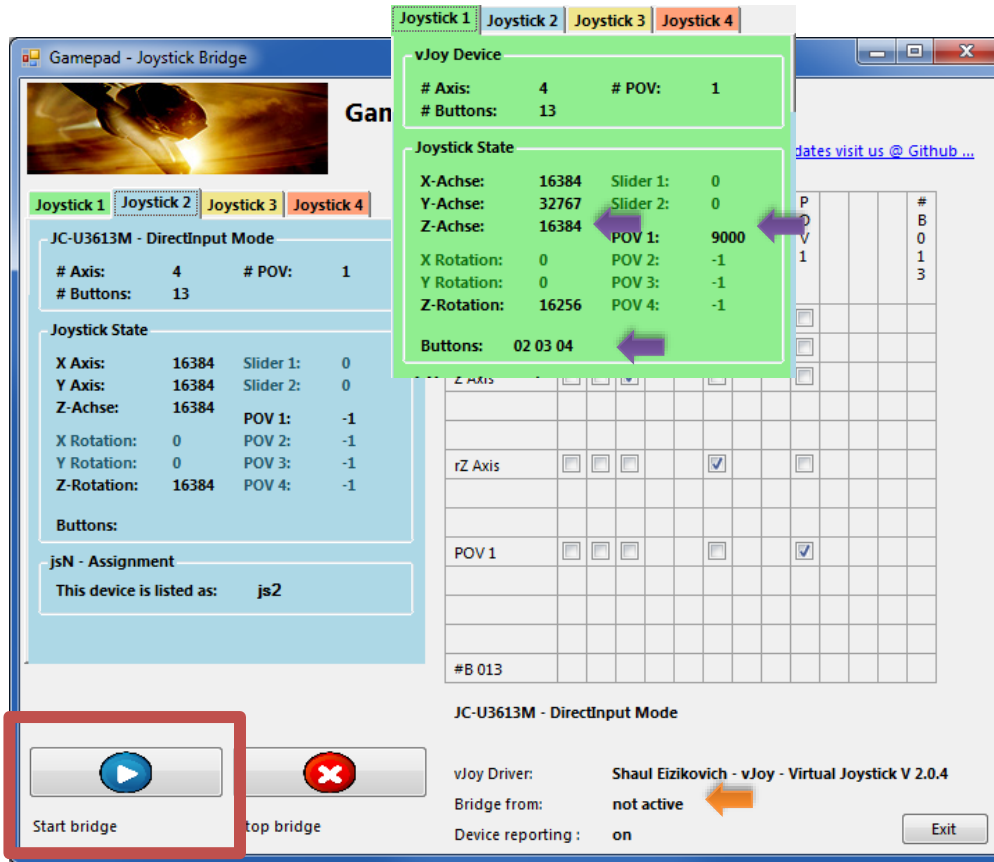 Joystick 1 Joystick 2 Joystick 3 Joystick 4
vJoy Device
# Axis: 4 # POV: 1
# Buttons: 13
Joystick State
X-Achse: 16384 Slider 1: 0
Y-Achse: 32767 Slider 2: 0
Z-Achse: 16384
POV 1: 9000
X Rotation: 0 POV 2: -1
Y Rotation: 0 POV 3: -1
Z-Rotation: 16256 POV 4: -1
Buttons: 02 03 04
Gamepad - Joystick Bridge
Gam
dates visit us @ Github ...
Joystick 1 Joystick 2 Joystick 3 Joystick 4
JC-U3613M - DirectInput Mode
# Axis: 4 # POV: 1
# Buttons: 13
Joystick State
X Axis: 16384 Slider 1: 0
Y Axis: 16384 Slider 2: 0
Z-Achse: 16384
POV 1: -1
X Rotation: 0 POV 2: -1
Y Rotation: 0 POV 3: -1
Z-Rotation: 16384 POV 4: -1
Buttons:
jsN - Assignment
This device is listed as: js2
POV 1
# B 0 1 3
Z Axis
rZ Axis
POV 1
#B 013
JC-U3613M - DirectInput Mode
vJoy Driver: Shaul Eizikovich - vJoy - Virtual Joystick V 2.0.4
Bridge from: not active
Device reporting : on
Start bridge
top bridge
Exit